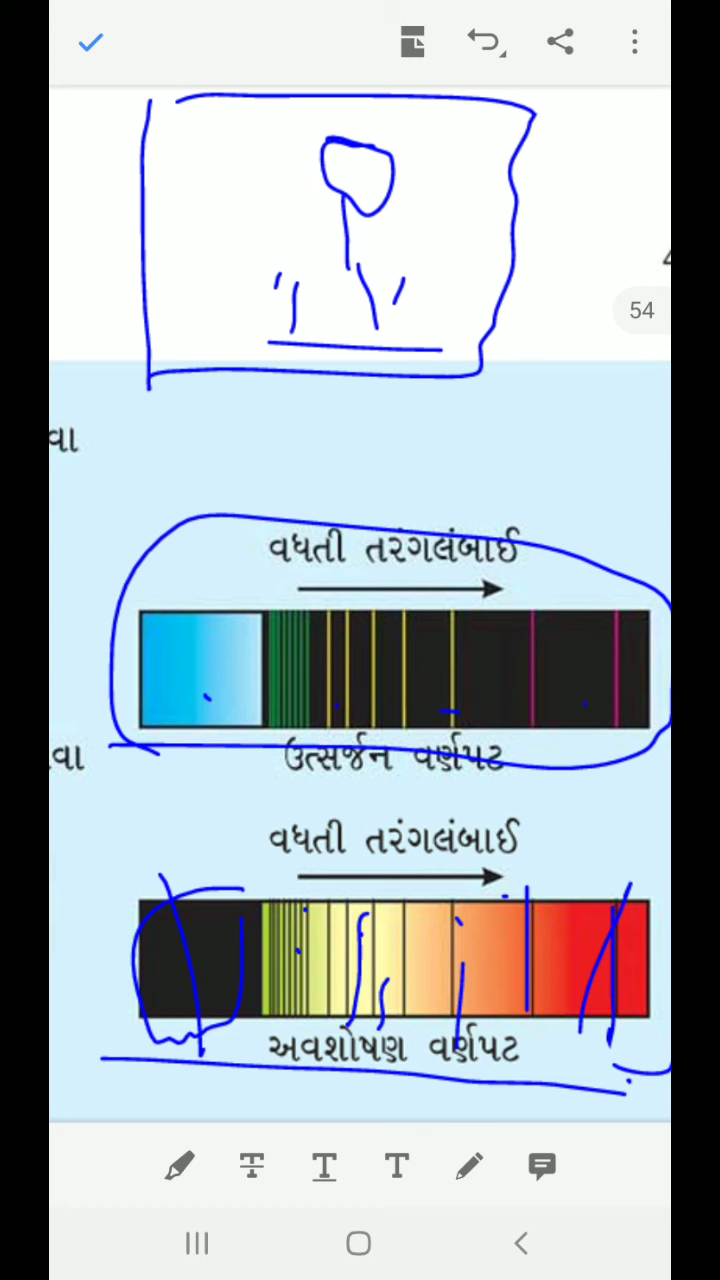 54
વા
વધતી તરંગલંબાઈ
ઉત્સર્જન વર્ણપટ
વા
વધતી તરંગલંબાઈ
અવશોષણ વર્ણપટ